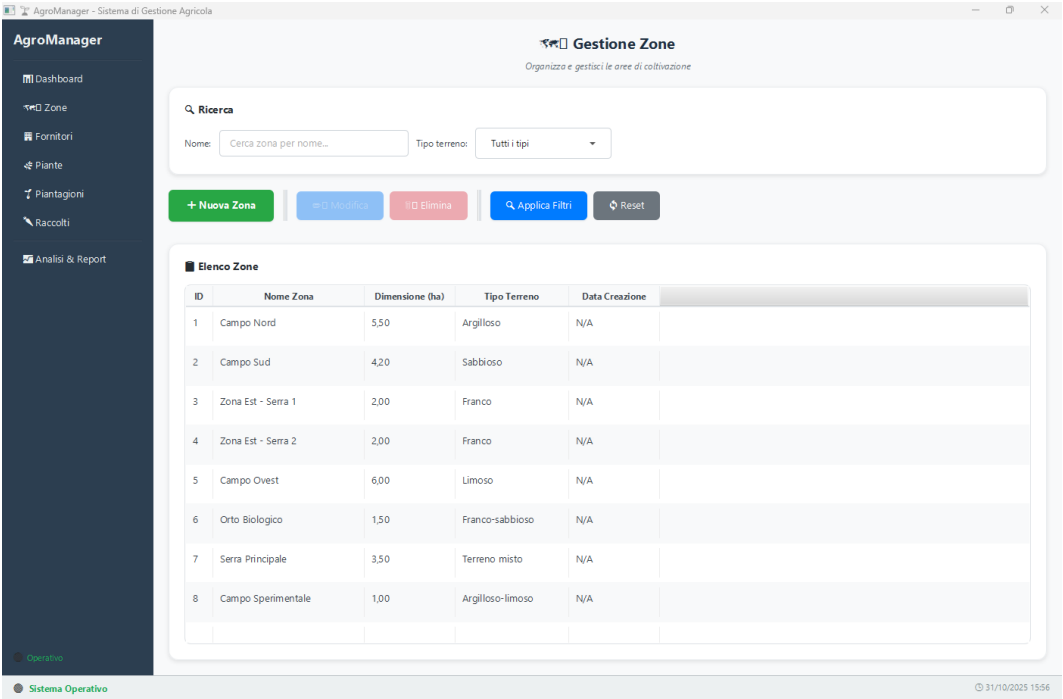 AgroManager - Sistema di Gestione Agricola
AgroManager
Dashboard
Zone
Fornitori
Piante
Piantagioni
Raccolti
Analisi & Report
Operativo
Gestione Zone
Organizza e gestisci le aree di coltivazione
Ricerca
Nome: Cerca zona per nome... Tipo terreno: Tutti i tipi
+ Nuova Zona Modifica Elimina Applica Filtri Reset
Elenco Zone
ID Nome Zona Dimensione (ha) Tipo Terreno Data Creazione
1 Campo Nord 5,50 Argilloso N/A
2 Campo Sud 4,20 Sabbioso N/A
3 Zona Est - Serra 1 2,00 Franco N/A
4 Zona Est - Serra 2 2,00 Franco N/A
5 Campo Ovest 6,00 Limoso N/A
6 Orto Biologico 1,50 Franco-sabbioso N/A
7 Serra Principale 3,50 Terreno misto N/A
8 Campo Sperimentale 1,00 Argilloso-limoso N/A
Sistema Operativo 31/10/2025 15:56